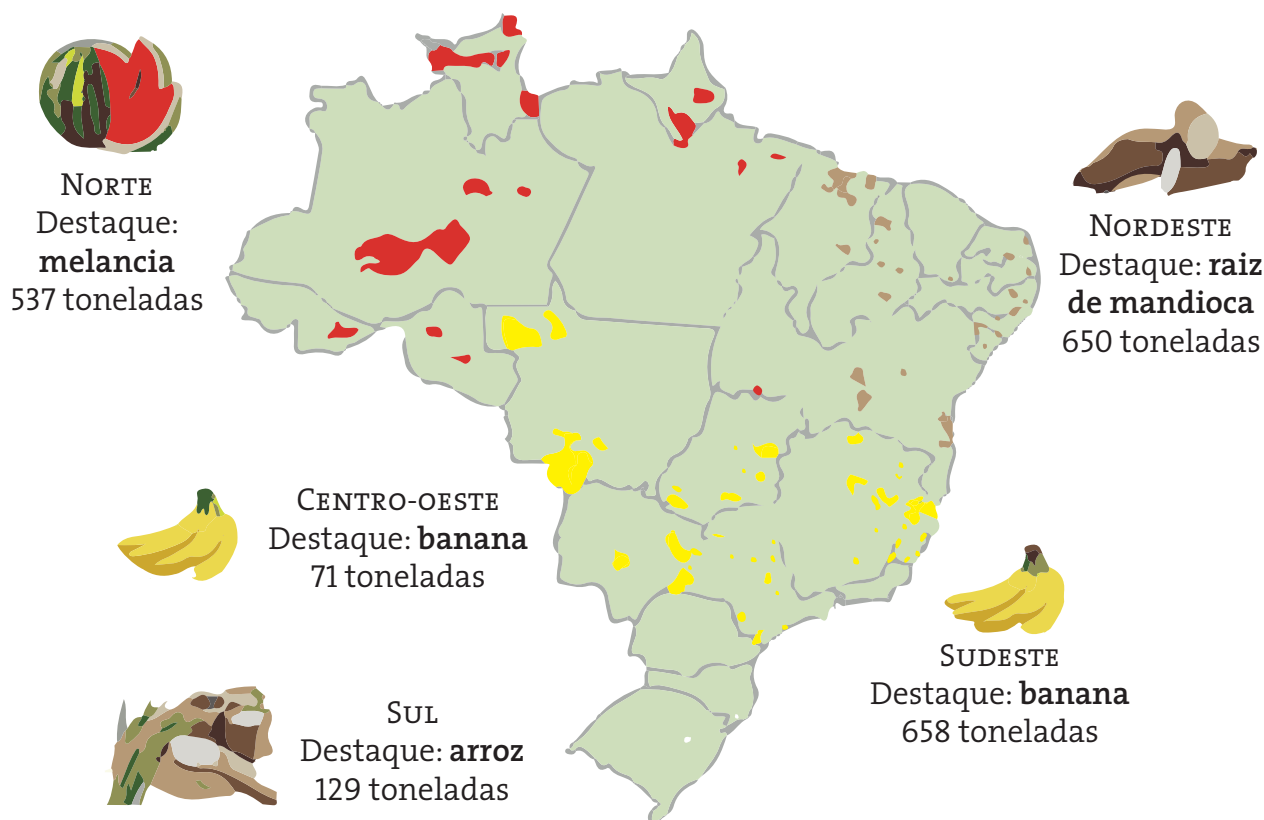 NORTE
Destaque:
melancia
537 toneladas
NORDESTE
Destaque: raiz
de mandioca
650 toneladas
CENTRO-OESTE
Destaque: banana
71 toneladas
SUDESTE
Destaque: banana
658 toneladas
SUL
Destaque: arroz
129 toneladas